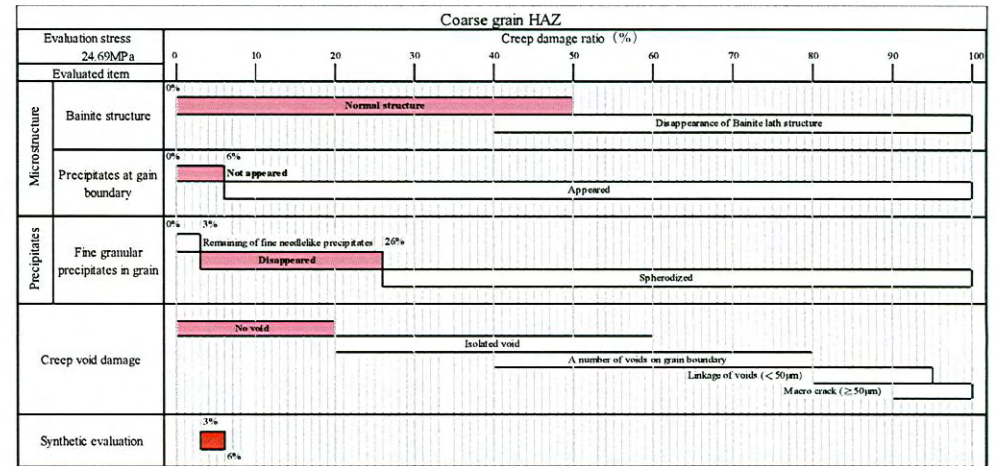 Coarse grain HAZ
Evaluation stress
24.69MPa
Evaluated item
Creep damage ratio (%)
0 10 20 30 40 50 60 70 80 90 100
Microstructure
Bainite structure
0%
Normal structure
Disappearance of Bainite lath structure
Precipitates at gain
boundary
0% 6%
Not appeared
Appeared
Precipitates
Fine granular
precipitates in grain
0% 3%
Remaining of fine needlelike precipitates 26%
Disappeared
Spherodized
Creep void damage
No void
Isolated void
A number of voids on grain boundary
Linkage of voids (<50μm)
Macro crack (≧50μm)
Synthetic evaluation
3%
6%